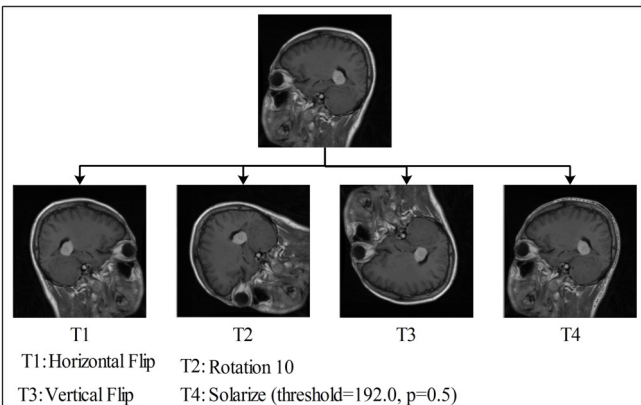 T1 T2 T3 T4
T1:Horizontal Flip T2: Rotation 10
T3: Vertical Flip T4: Solarize (threshold=192.0, p=0.5)